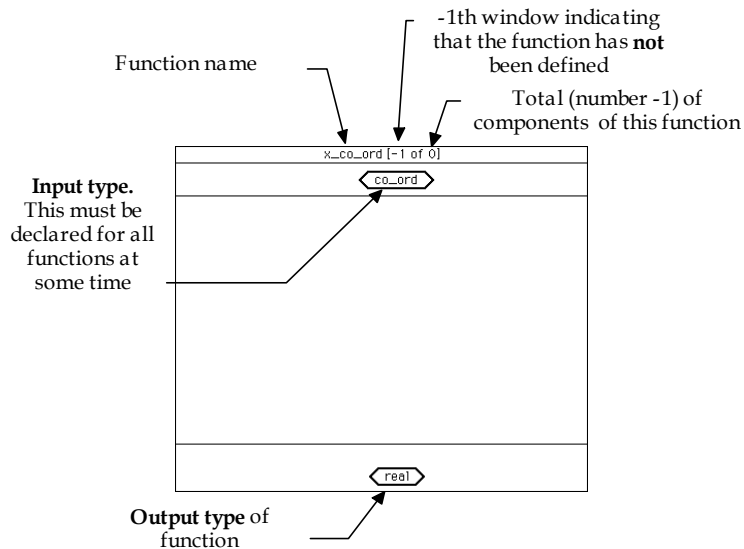 -1th window indicating
that the function has not
been defined
Function name
Total (number -1) of
components of this function
x_co_ord [-1 of 0]
co_ord
Input type.
This must be
declared for all
functions at
some time
real
Output type of
function